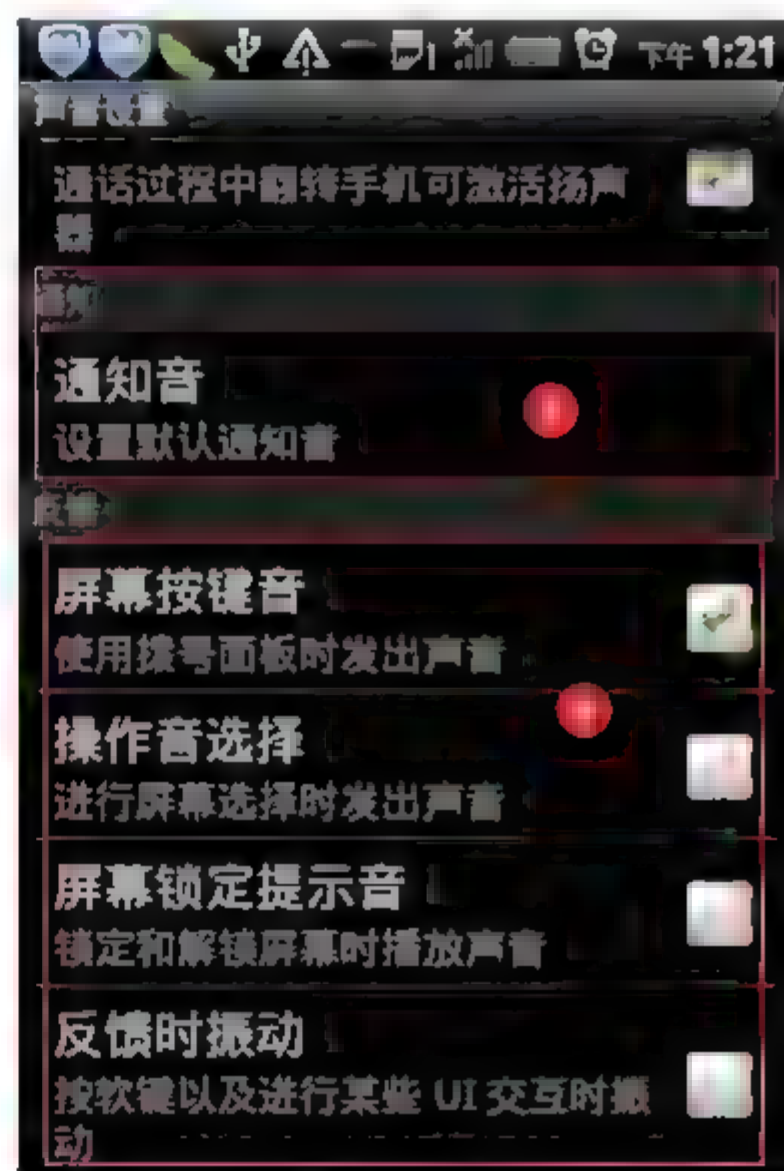 下午 1:21
声音设置
通话过程中翻转手机可激活扬声
器
通知音
设置默认通知音
屏幕按键音
使用拨号面板时发出声音
操作音选择
进行屏幕选择时发出声音
屏幕锁定提示音
锁定和解锁屏幕时播放声音
反馈时振动
按软键以及进行某些 UI 交互时振
动